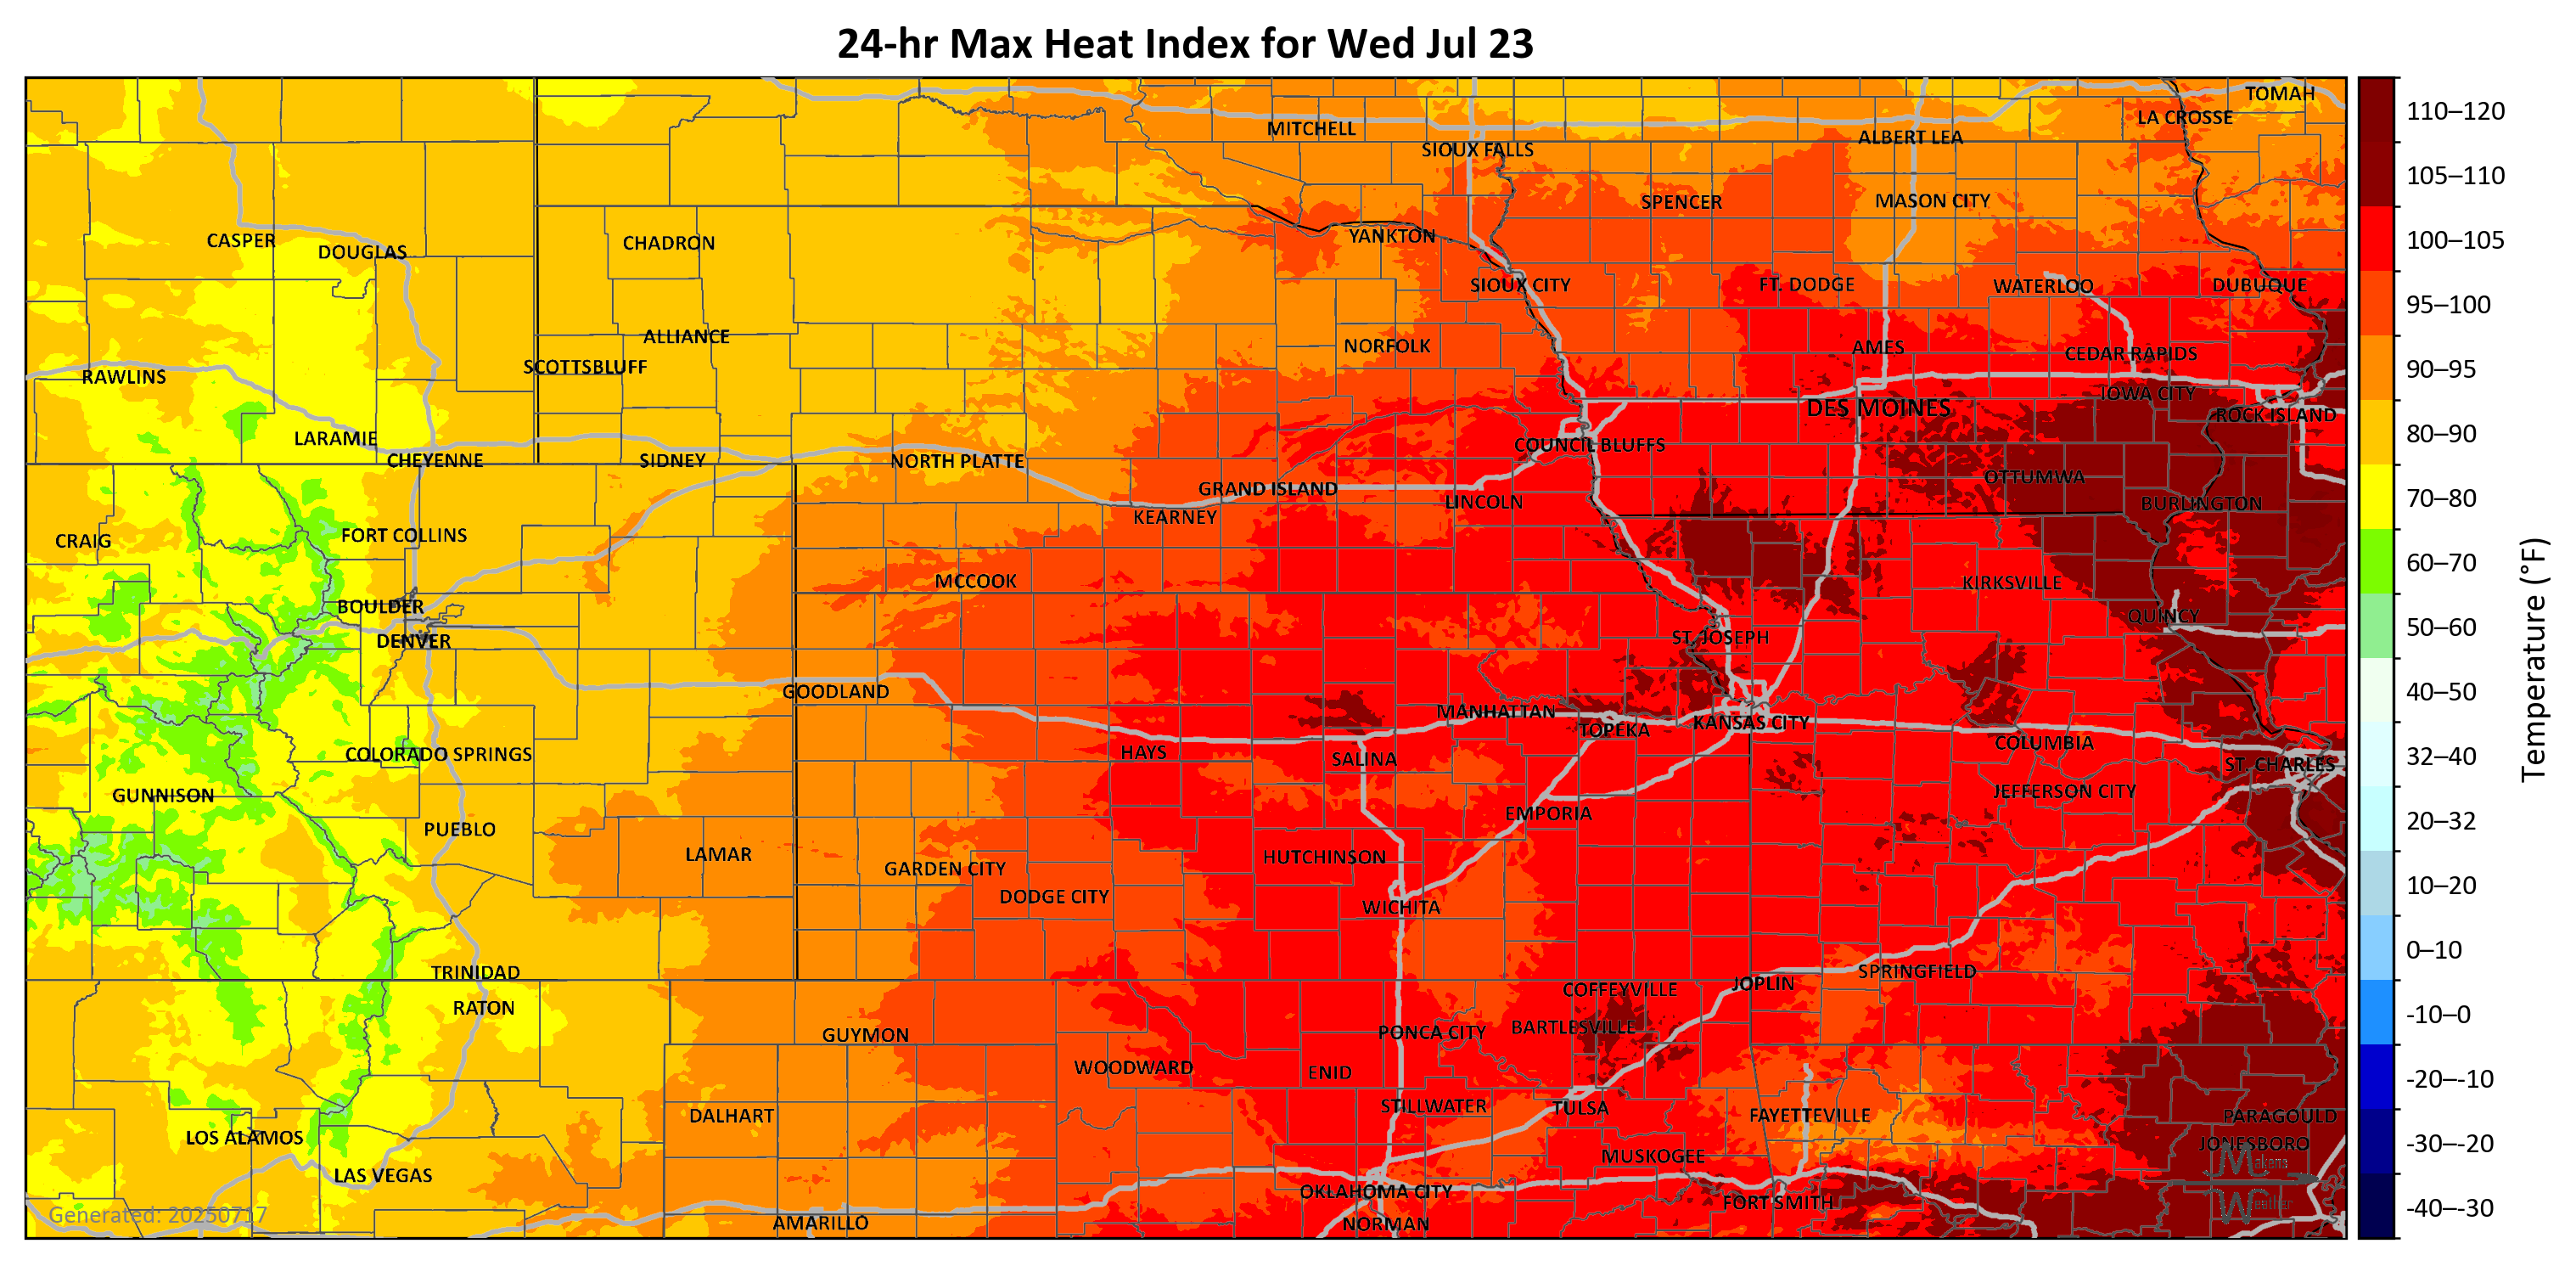 24-hr Max Heat Index for Wed Jul 23
TOMAH
LA CROSSE
MITCHELL
ALBERT LEA
SIOUX FALLS
SPENCER
MASON CITY
YANKTON
CASPER
CHADRON
DOUGLAS
SIOUX CITY
FT. DODGE
WATERLOO
DUBUQUE
ALLIANCE
NORFOLK
AMES
CEDAR RAPIDS
SCOTTSBLUFF
RAWLINS
IOWA CITY
DES MOINES
ROCK ISLAND
LARAMIE
COUNCIL BLUFFS
CHEYENNE
SIDNEY
NORTH PLATTE
OTTUMWA
GRAND ISLAND
LINCOLN
BURLINGTON
KEARNEY
FORT COLLINS
CRAIG
MCCOOK
KIRKSVILLE
BOULDER
QUINCY
DENVER
ST. JOSEPH
GOODLAND
MANHATTAN
KANSAS CITY
TOPEKA
COLUMBIA
COLORADO SPRINGS
HAYS
SALINA
ST. CHARLES
GUNNISON
JEFFERSON CITY
EMPORIA
PUEBLO
LAMAR
HUTCHINSON
GARDEN CITY
DODGE CITY
WICHITA
TRINIDAD
SPRINGFIELD
JOPLIN
COFFEYVILLE
RATON
GUYMON
PONCA CITY
BARTLESVILLE
WOODWARD
ENID
STILLWATER
TULSA
DALHART
FAYETTEVILLE
PARAGOULD
LOS ALAMOS
JONESBORO
MUSKOGEE
LAS VEGAS
OKLAHOMA CITY
FORT SMITH
AMARILLO
NORMAN
Makens
Weather
Generated: 20250717
110–120
105–110
100–105
95–100
90–95
80–90
70–80
60–70
50–60
40–50
32–40
20–32
10–20
0–10
-10–0
-20–-10
-30–-20
-40–-30
Temperature (°F)